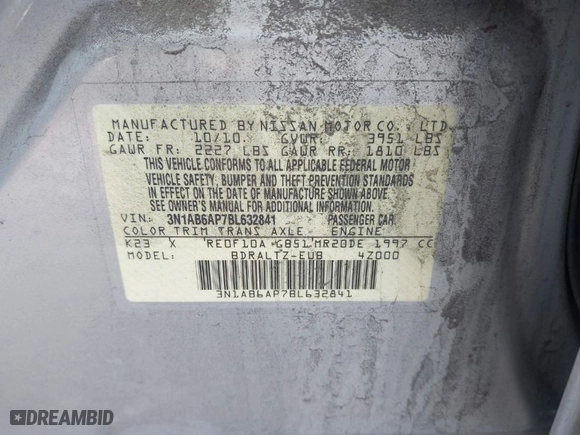 MANUFACTURED BY NISSAN MOTOR CO., LTD.
DATE: 10/10 GVWR: 3951 LBS
GAWR FR: 2227 LBS GAWR RR: 1810 LBS
THIS VEHICLE CONFORMS TO ALL APPLICABLE FEDERAL MOTOR
VEHICLE SAFETY, BUMPER AND THEFT PREVENTION STANDARDS
IN EFFECT ON THE DATE OF MANUFACTURE SHOWN ABOVE.
SEE OWNER'S MANUAL FOR ADDITIONAL INFORMATION.
VIN: 3N1AB6AP7BL632841 PASSENGER CAR
COLOR TRIM TRANS AXLE ENGINE
K23 X RE0F10A GB51 MR20DE 1997 CC
MODEL: BDRALTZ-EUB 4Z000
3N1AB6AP7BL632841
DREAMBID